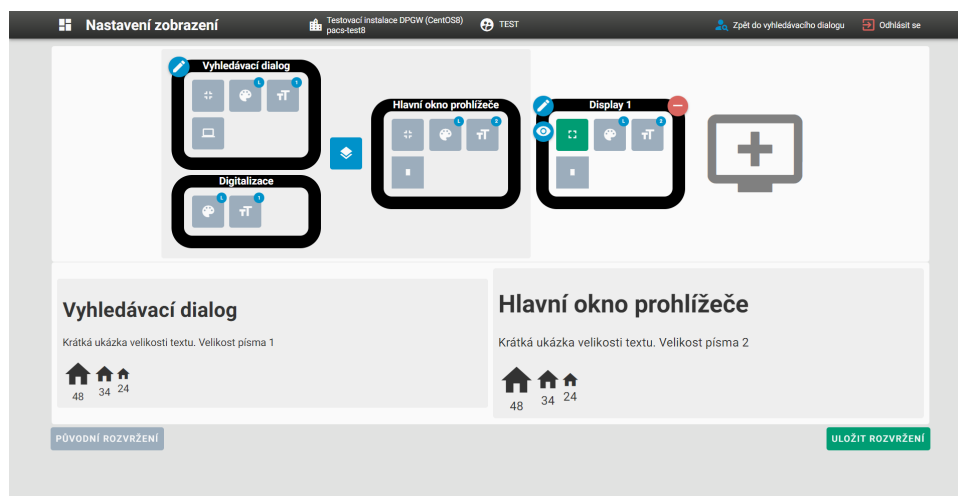 Nastavení zobrazení
Testovací instalace DPGW (CentOS8)
pacs-test8
TEST
Zpět do vyhledávacího dialogu
Odhlásit se
Vyhledávací dialog
L
1
Digitalizace
L
1
Hlavní okno prohlížeče
L
2
Display 1
L
2
Vyhledávací dialog
Krátká ukázka velikosti textu. Velikost písma 1
48
34
24
Hlavní okno prohlížeče
Krátká ukázka velikosti textu. Velikost písma 2
48
34
24
PŮVODNÍ ROZVRŽENÍ
ULOŽIT ROZVRŽENÍ